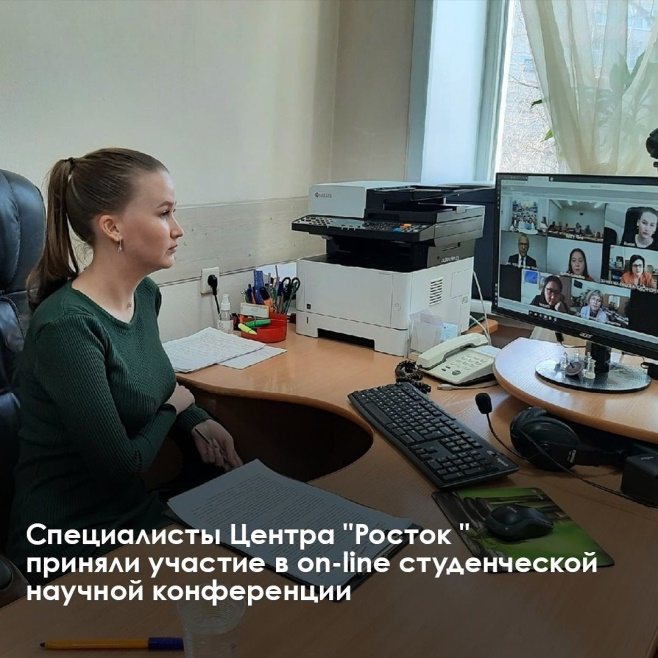 Специалисты Центра "Росток "
приняли участие в on-line студенческой
научной конференции